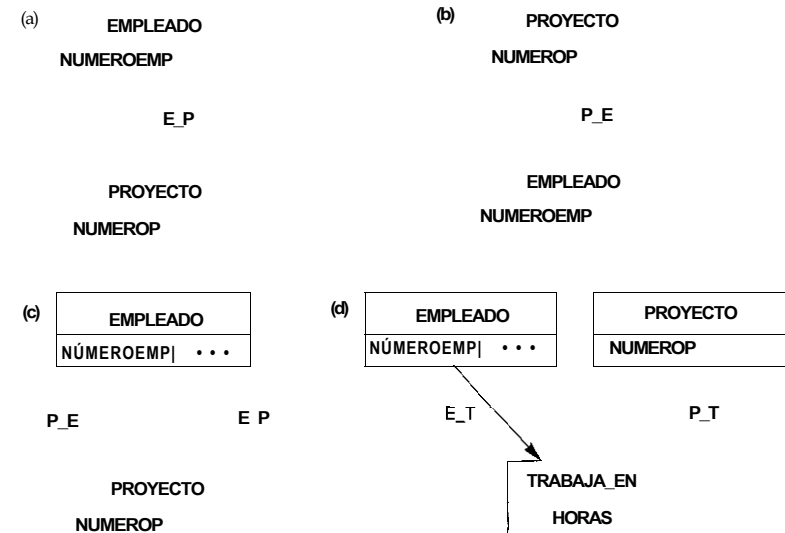 (a)
EMPLEADO
NUMEROEMP
E_P
PROYECTO
NUMEROP
(b)
PROYECTO
NUMEROP
P_E
EMPLEADO
NUMEROEMP
(c)
EMPLEADO
NÚMEROEMP| • • •
P_E E P
PROYECTO
NUMEROP
(d)
EMPLEADO
NÚMEROEMP| • • •
PROYECTO
NUMEROP
E_T
P_T
TRABAJA_EN
HORAS